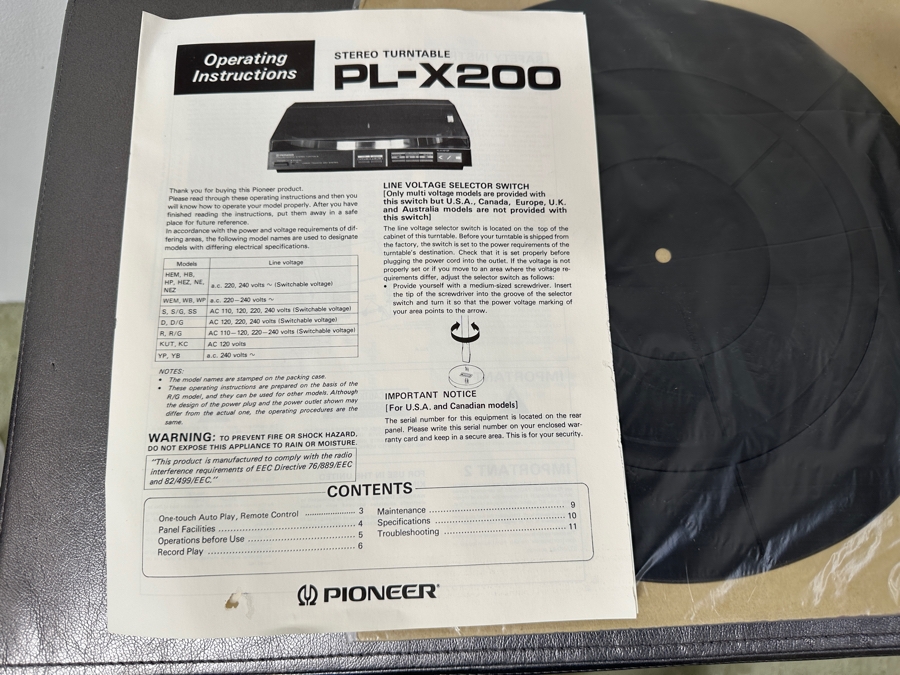 Operating
Instructions
STEREO TURNTABLE
PL-X200
Thank you for buying this Pioneer product.
Please read through these operating instructions and then you
will know how to operate your model properly. After you have
finished reading the instructions, put them away in a safe
place for future reference.
In accordance with the power and voltage requirements of dif-
fering areas, the following model names are used to designate
models with differing electrical specifications.
Models Line voltage
HEM, HB,
HP, HEZ, NE,
NEZ
a.c. 220, 240 volts ~ (Switchable voltage)
WEM, WB, WP a.c. 220–240 volts ~
S, S/G, SS AC 110, 120, 220, 240 volts (Switchable voltage)
D, D/G AC 120, 220, 240 volts (Switchable voltage)
R, R/G AC 110–120, 220–240 volts (Switchable voltage)
KUT, KC AC 120 volts
YP, YB a.c. 240 volts ~
NOTES:
• The model names are stamped on the packing case.
• These operating instructions are prepared on the basis of the
R/G model, and they can be used for other models. Although
the design of the power plug and the power outlet shown may
differ from the actual one, the operating procedures are the
same.
WARNING: TO PREVENT FIRE OR SHOCK HAZARD,
DO NOT EXPOSE THIS APPLIANCE TO RAIN OR MOISTURE.
"This product is manufactured to comply with the radio
interference requirements of EEC Directive 76/889/EEC
and 82/499/EEC."
LINE VOLTAGE SELECTOR SWITCH
[Only multi voltage models are provided with
this switch but U.S.A., Canada, Europe, U.K.
and Australia models are not provided with
this switch]
The line voltage selector switch is located on the top of the
cabinet of this turntable. Before your turntable is shipped from
the factory, the switch is set to the power requirements of the
turntable's destination. Check that it is set properly before
plugging the power cord into the outlet. If the voltage is not
properly set or if you move to an area where the voltage re-
quirements differ, adjust the selector switch as follows:
• Provide yourself with a medium-sized screwdriver. Insert
the tip of the screwdriver into the groove of the selector
switch and turn it so that the power voltage marking of
your area points to the arrow.
IMPORTANT NOTICE
[For U.S.A. and Canadian models]
The serial number for this equipment is located on the rear
panel. Please write this serial number on your enclosed war-
ranty card and keep in a secure area. This is for your security.
CONTENTS
One-touch Auto Play, Remote Control 3
Panel Facilities 4
Operations before Use 5
Record Play 6
Maintenance 9
Specifications 10
Troubleshooting 11
PIONEER®